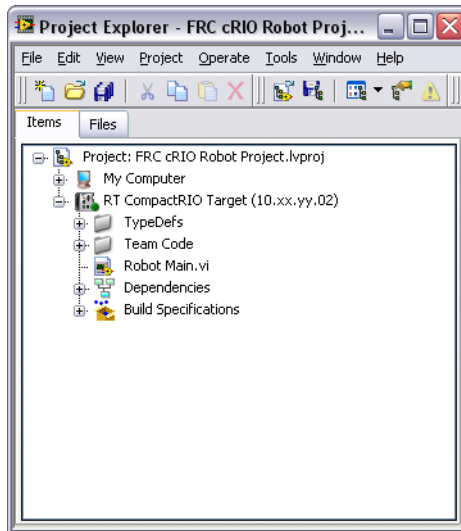 Project Explorer - FRC cRIO Robot Proj...
File Edit View Project Operate Tools Window Help
Items Files
Project: FRC cRIO Robot Project.lvproj
My Computer
RT CompactRIO Target (10.xx.yy.02)
TypeDefs
Team Code
Robot Main.vi
Dependencies
Build Specifications